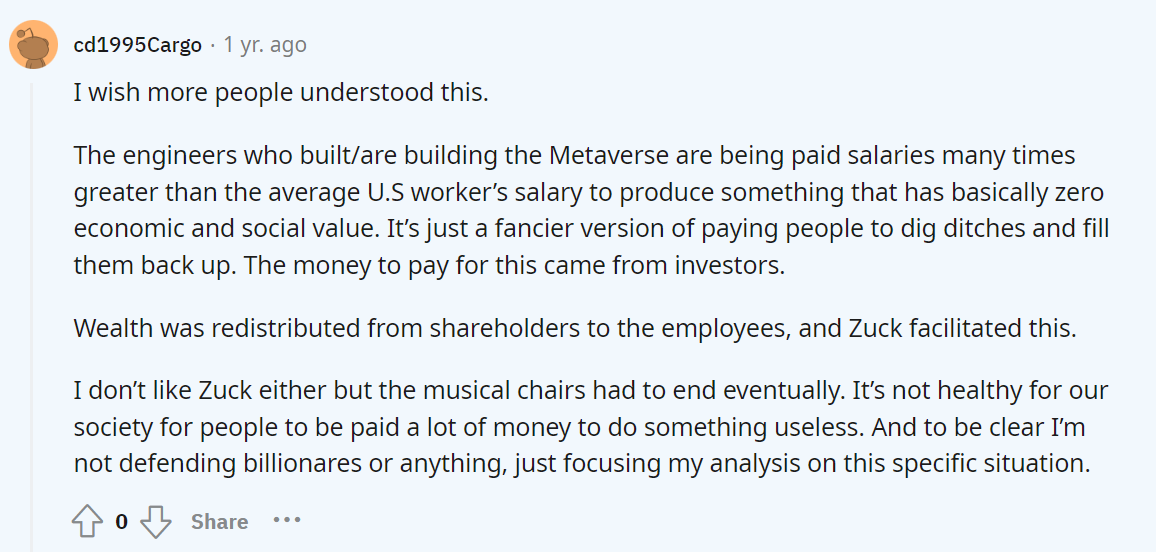 cd1995Cargo · 1 yr. ago
I wish more people understood this.
The engineers who built/are building the Metaverse are being paid salaries many times
greater than the average U.S worker’s salary to produce something that has basically zero
economic and social value. It’s just a fancier version of paying people to dig ditches and fill
them back up. The money to pay for this came from investors.
Wealth was redistributed from shareholders to the employees, and Zuck facilitated this.
I don’t like Zuck either but the musical chairs had to end eventually. It’s not healthy for our
society for people to be paid a lot of money to do something useless. And to be clear I’m
not defending billionares or anything, just focusing my analysis on this specific situation.
0 Share ···